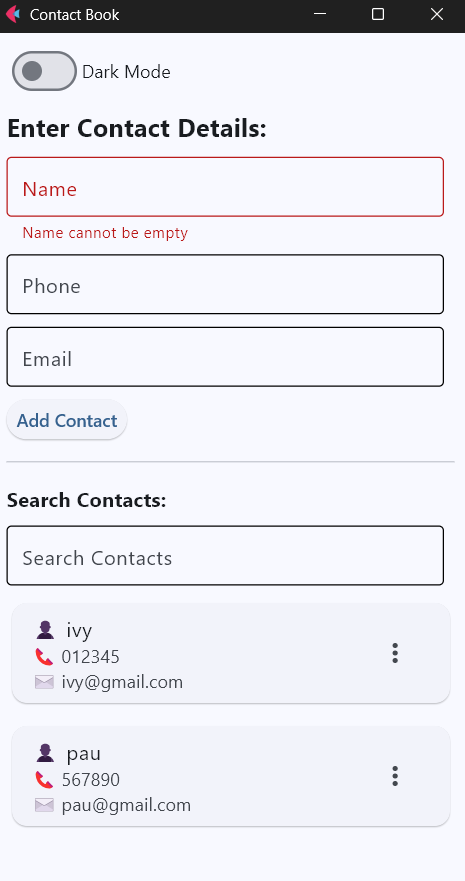 Contact Book
Dark Mode
Enter Contact Details:
Name
Name cannot be empty
Phone
Email
Add Contact
Search Contacts:
Search Contacts
ivy
012345
ivy@gmail.com
pau
567890
pau@gmail.com